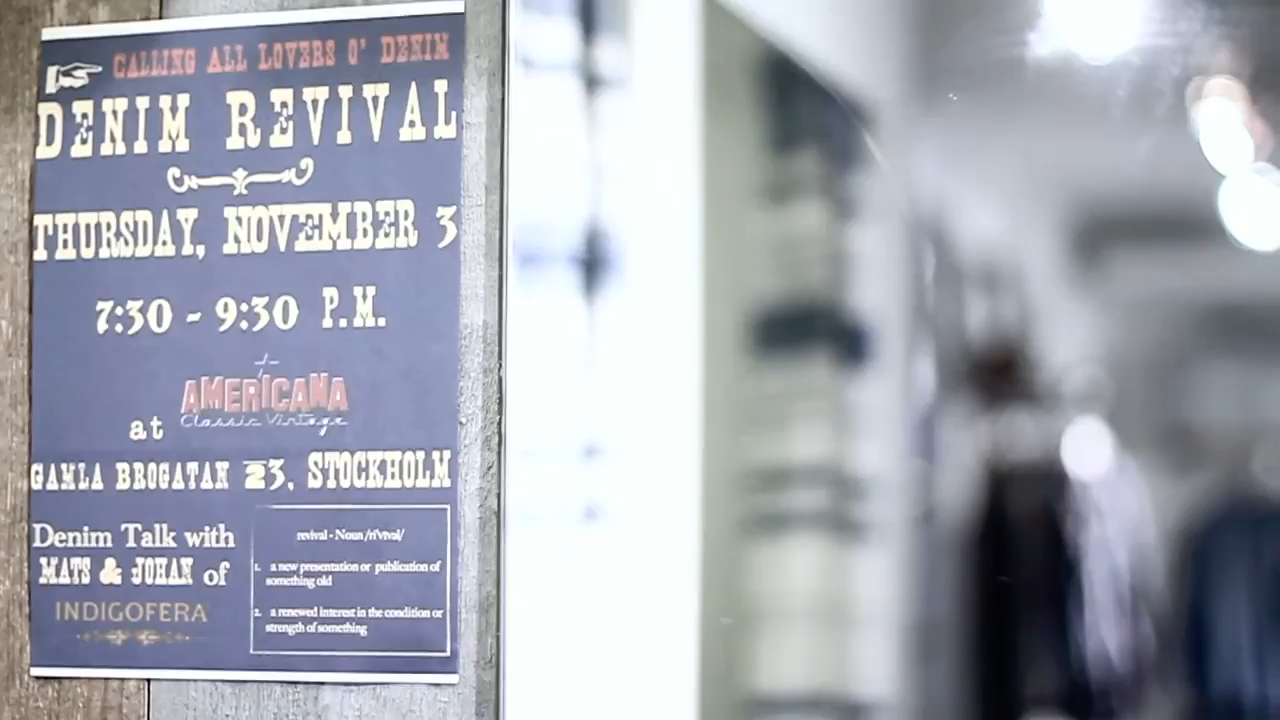 CALLING ALL LOVERS O' DENIM
DENIM REVIVAL
THURSDAY, NOVEMBER 3
7:30 - 9:30 P.M.
at AMERICANA
Classic Vintage
GAMLA BROGATAN 23, STOCKHOLM
Denim Talk with
MATS & JOHAN of
INDIGOFERA
revival - Noun /ri'vīvəl/
1. a new presentation or publication of
something old
2. a renewed interest in the condition or
strength of something